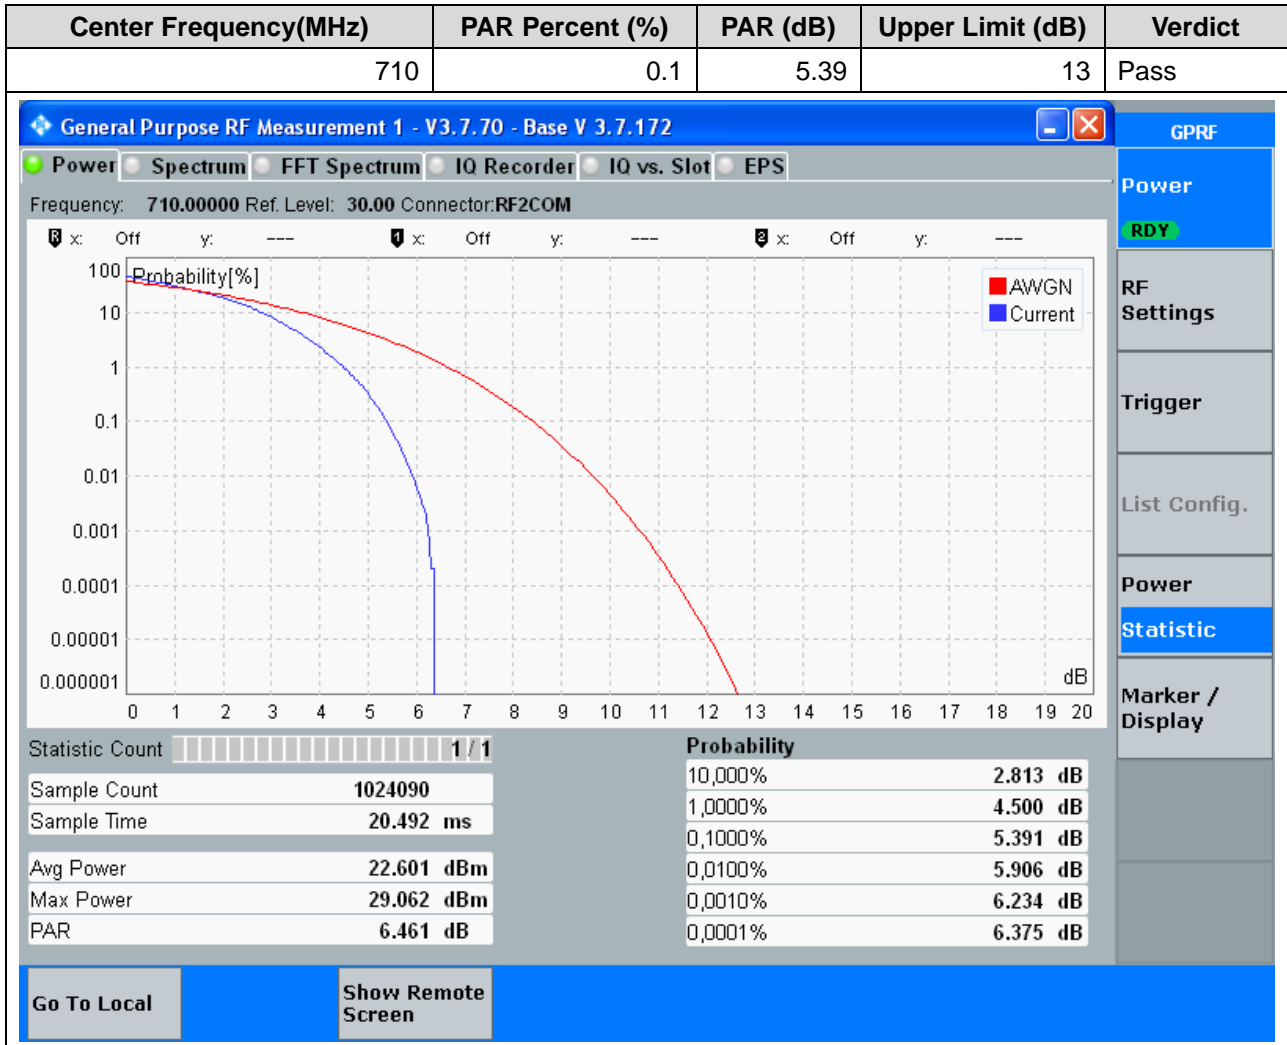 Center Frequency(MHz) PAR Percent (%) PAR (dB) Upper Limit (dB) Verdict
710 0.1 5.39 13 Pass
General Purpose RF Measurement 1 - V3.7.70 - Base V 3.7.172
GPRF
Power Spectrum FFT Spectrum IQ Recorder IQ vs. Slot EPS
Power
RDY
Frequency: 710.00000 Ref. Level: 30.00 Connector:RF2COM
R x: Off y: --- 1 x: Off y: --- 2 x: Off y: ---
100 Probability[%]
AWGN
Current
10
1
0.1
0.01
0.001
0.0001
0.00001
0.000001
dB
0 1 2 3 4 5 6 7 8 9 10 11 12 13 14 15 16 17 18 19 20
RF
Settings
Trigger
List Config.
Power
Statistic
Marker /
Display
Statistic Count 1 / 1
Sample Count 1024090
Sample Time 20.492 ms
Avg Power 22.601 dBm
Max Power 29.062 dBm
PAR 6.461 dB
Probability
10,000% 2.813 dB
1,0000% 4.500 dB
0,1000% 5.391 dB
0,0100% 5.906 dB
0,0010% 6.234 dB
0,0001% 6.375 dB
Go To Local
Show Remote
Screen